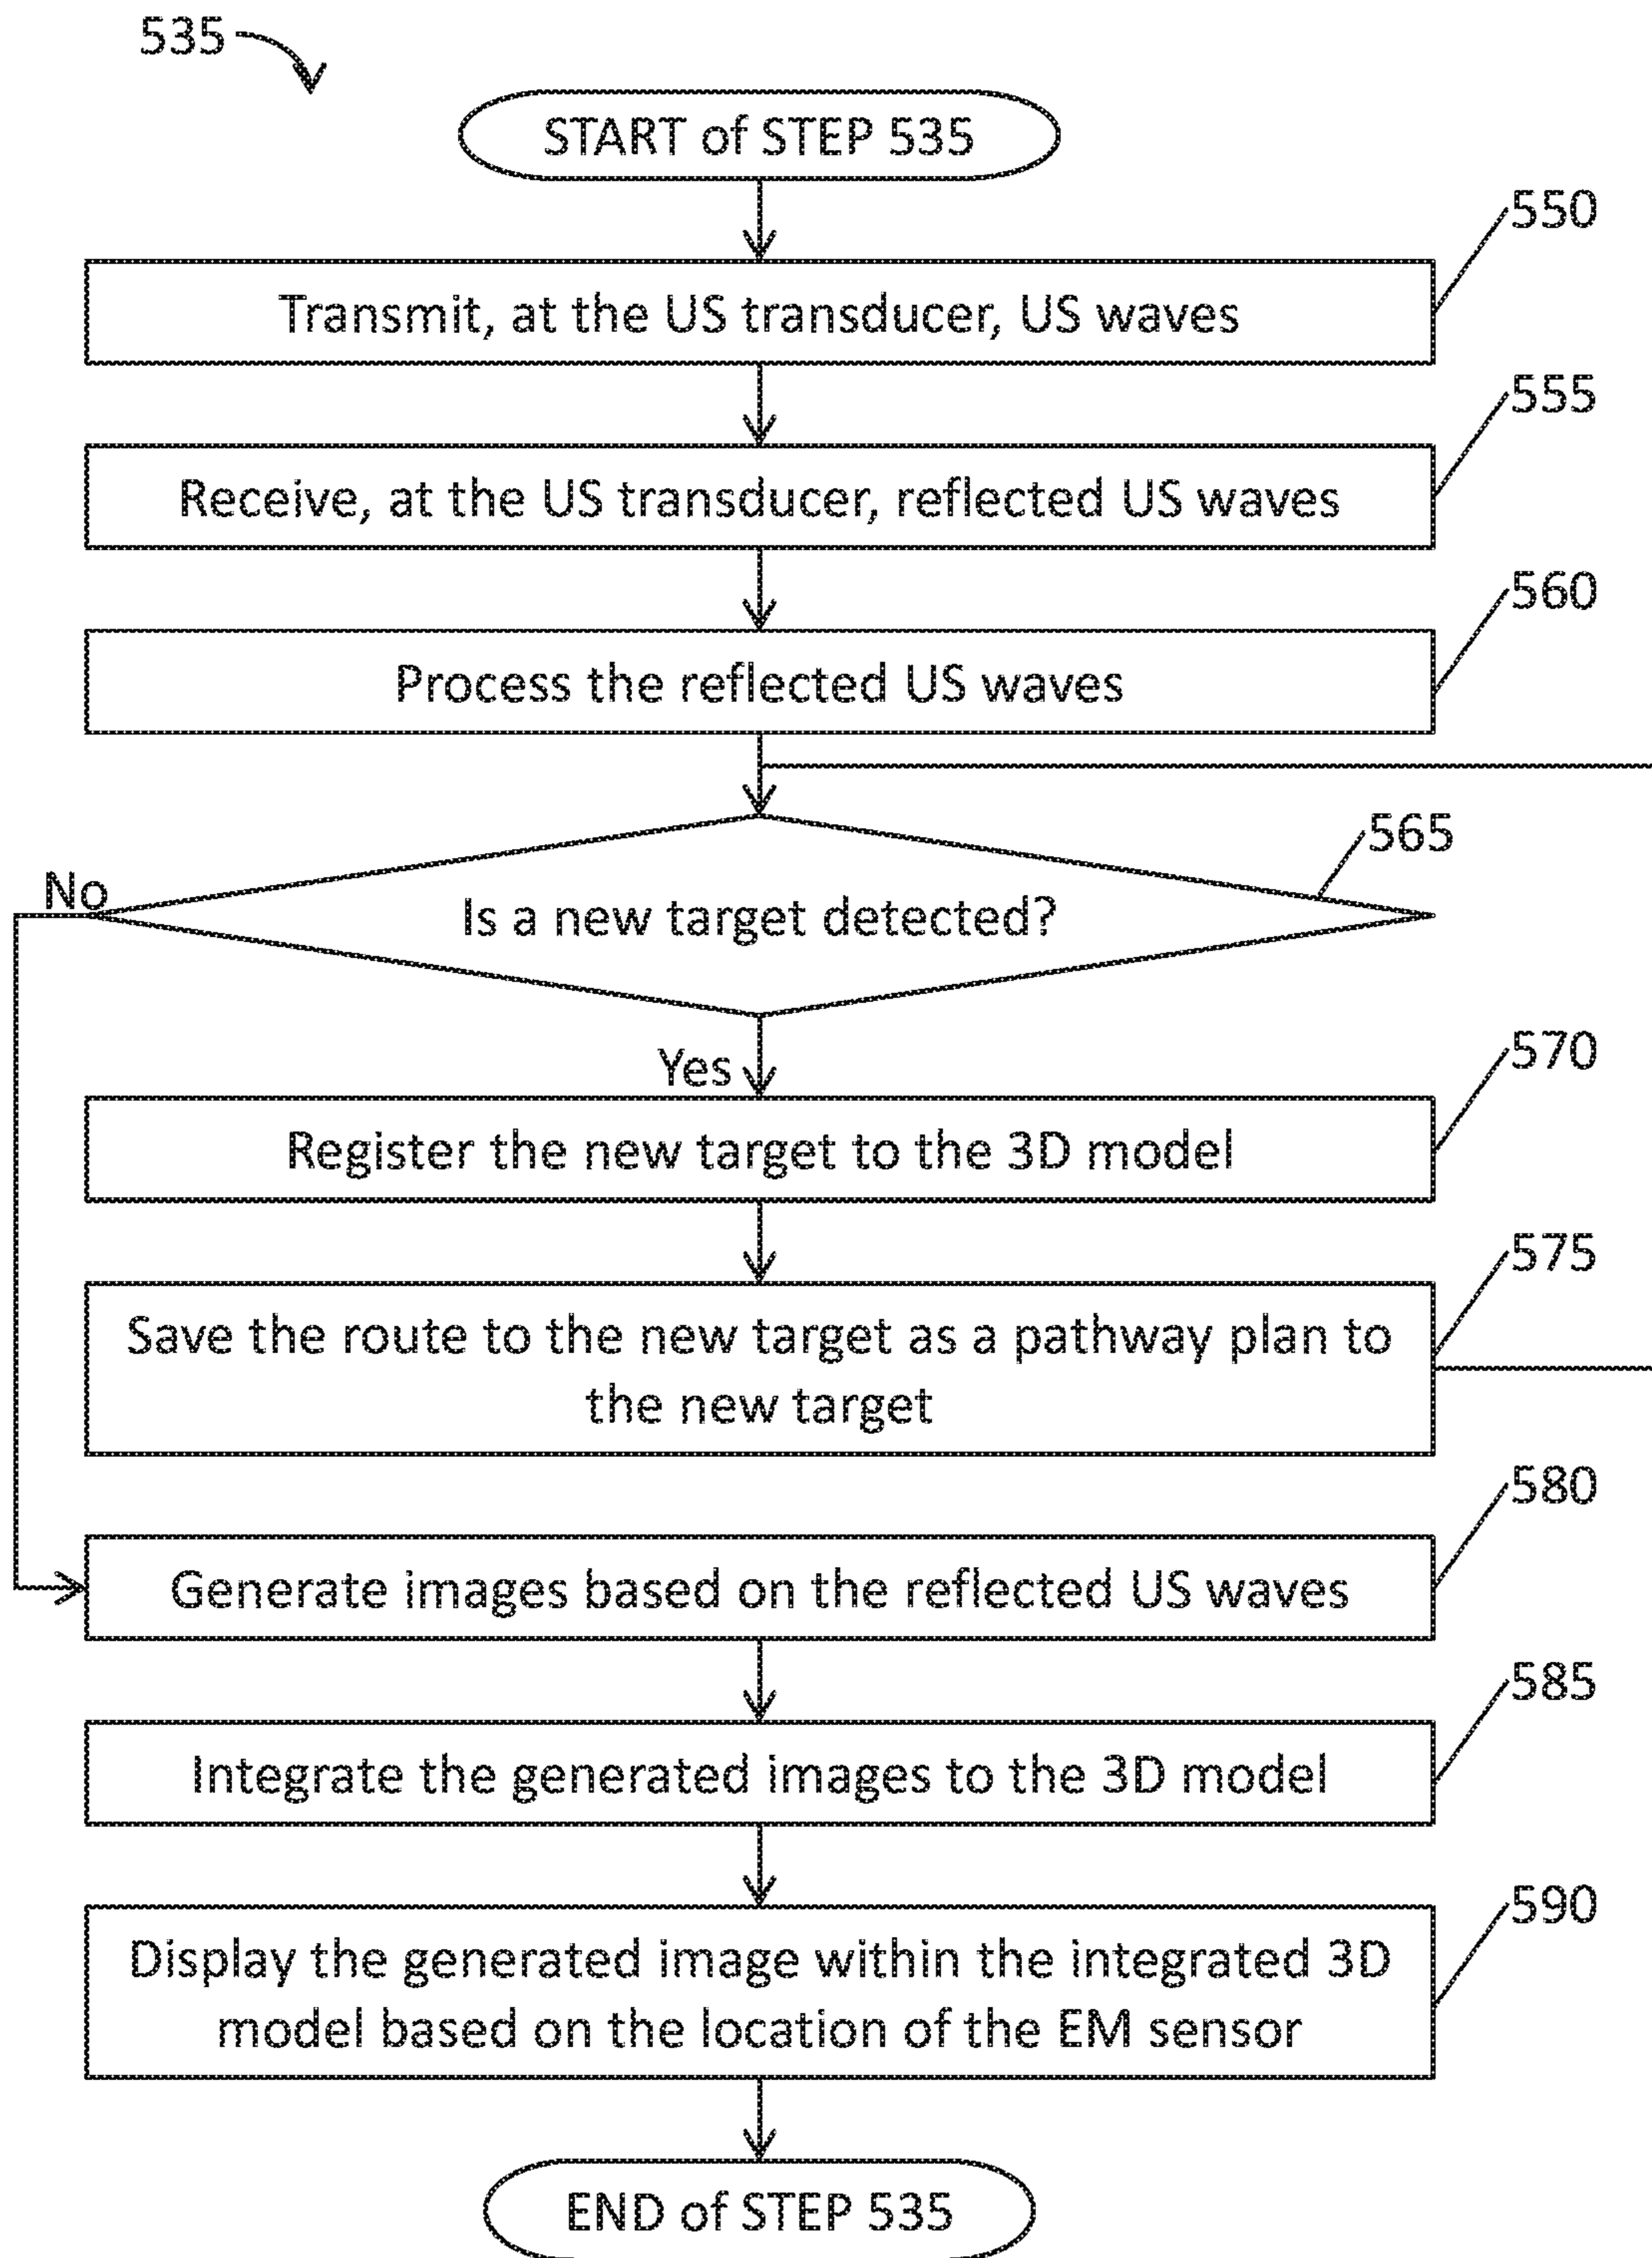 535
START of STEP 535
550
Transmit, at the US transducer, US waves
555
Receive, at the US transducer, reflected US waves
560
Process the reflected US waves
565
No
Is a new target detected?
Yes
570
Register the new target to the 3D model
575
Save the route to the new target as a pathway plan to
the new target
580
Generate images based on the reflected US waves
585
Integrate the generated images to the 3D model
590
Display the generated image within the integrated 3D
model based on the location of the EM sensor
END of STEP 535